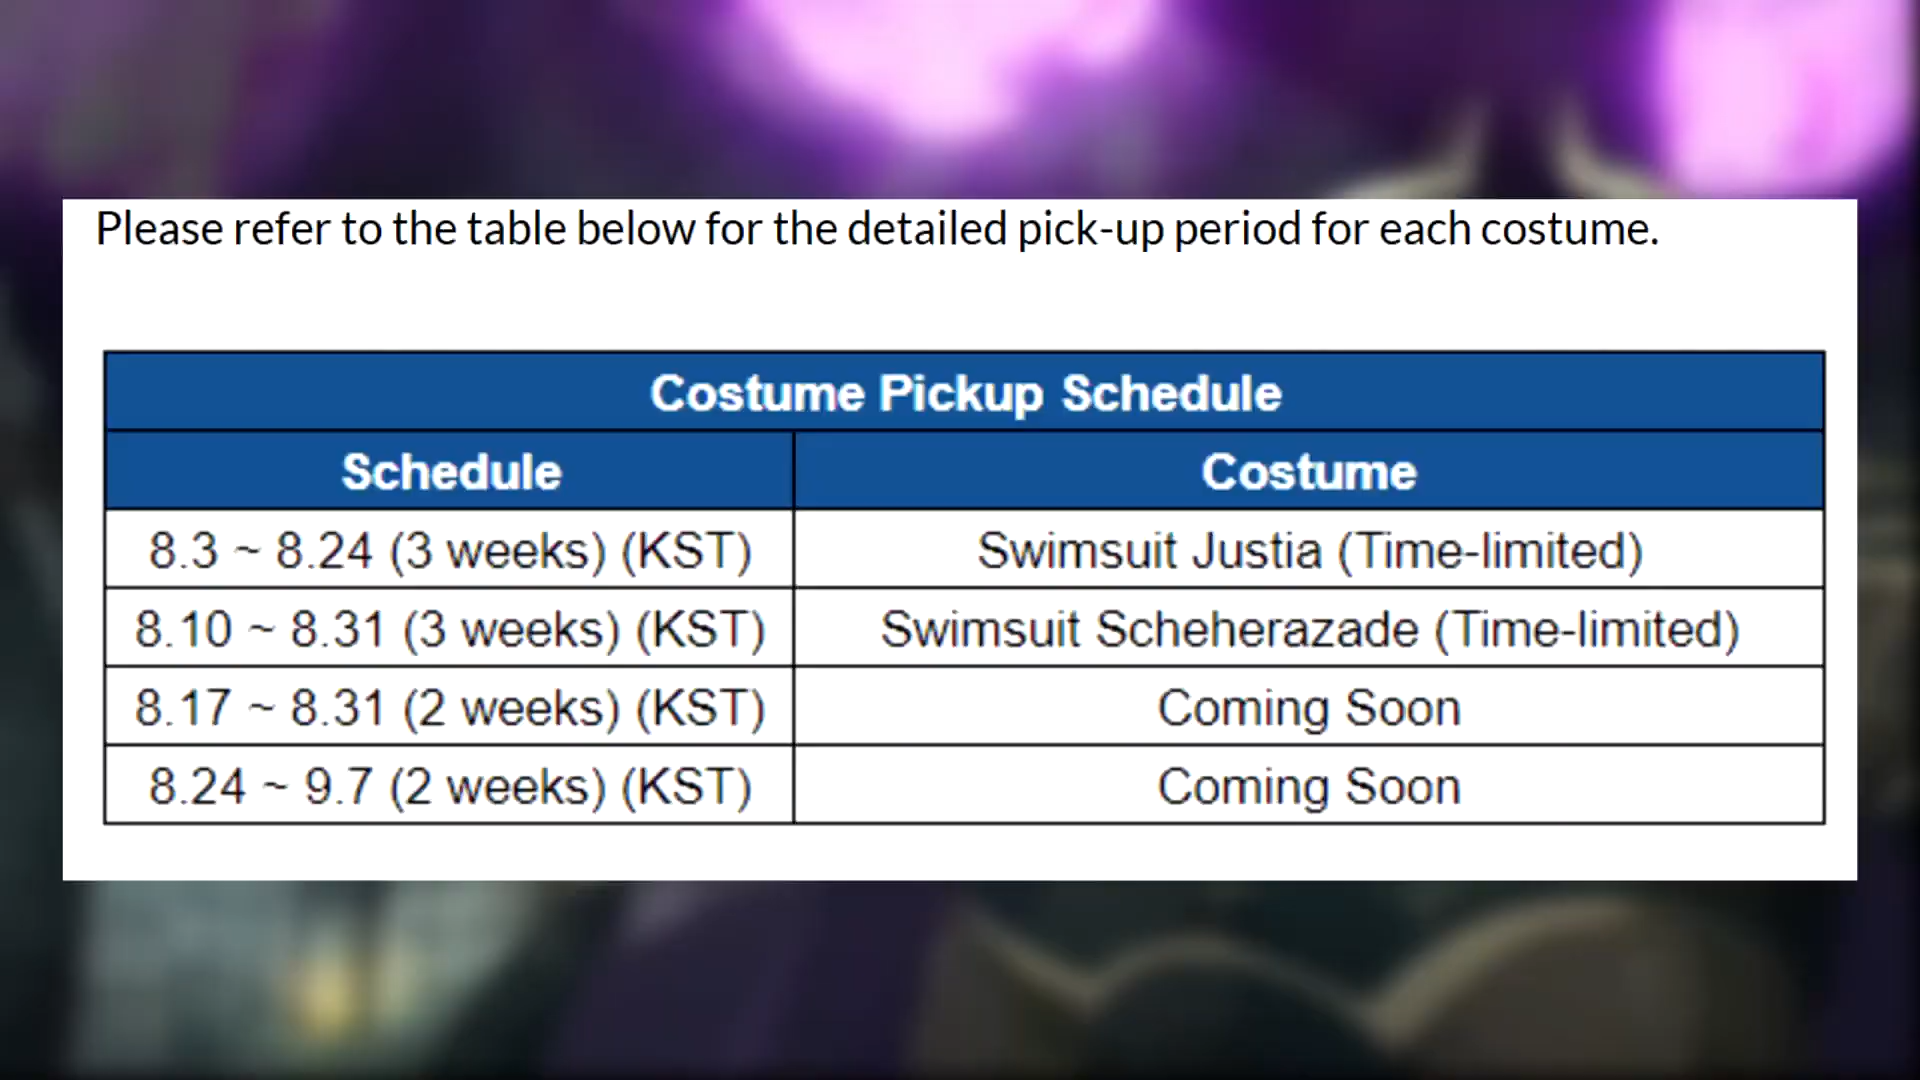 Please refer to the table below for the detailed pick-up period for each costume.
Costume Pickup Schedule
Schedule Costume
8.3 ~ 8.24 (3 weeks) (KST) Swimsuit Justia (Time-limited)
8.10 ~ 8.31 (3 weeks) (KST) Swimsuit Scheherazade (Time-limited)
8.17 ~ 8.31 (2 weeks) (KST) Coming Soon
8.24 ~ 9.7 (2 weeks) (KST) Coming Soon